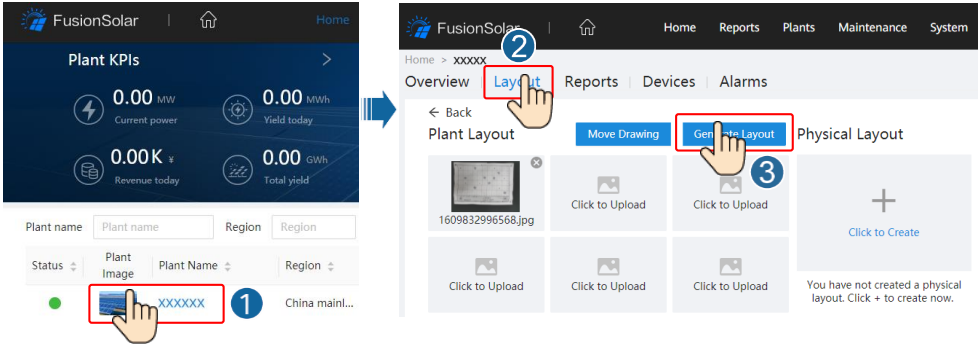 FusionSolar
Home
Plant KPIs
0.00 MW
Current power
0.00 MWh
Yield today
0.00K ¥
Revenue today
0.00 GWh
Total yield
Plant name
Plant name
Region
Region
Status
Plant Image
Plant Name
Region
XXXXXX
China mainl...
1
FusionSolar
Home
Reports
Plants
Maintenance
System
Home > xxxxx
2
Overview
Layout
Reports
Devices
Alarms
← Back
Plant Layout
Move Drawing
Generate Layout
Physical Layout
3
1609832996568.jpg
Click to Upload
Click to Upload
Click to Create
Click to Upload
Click to Upload
Click to Upload
You have not created a physical
layout. Click + to create now.